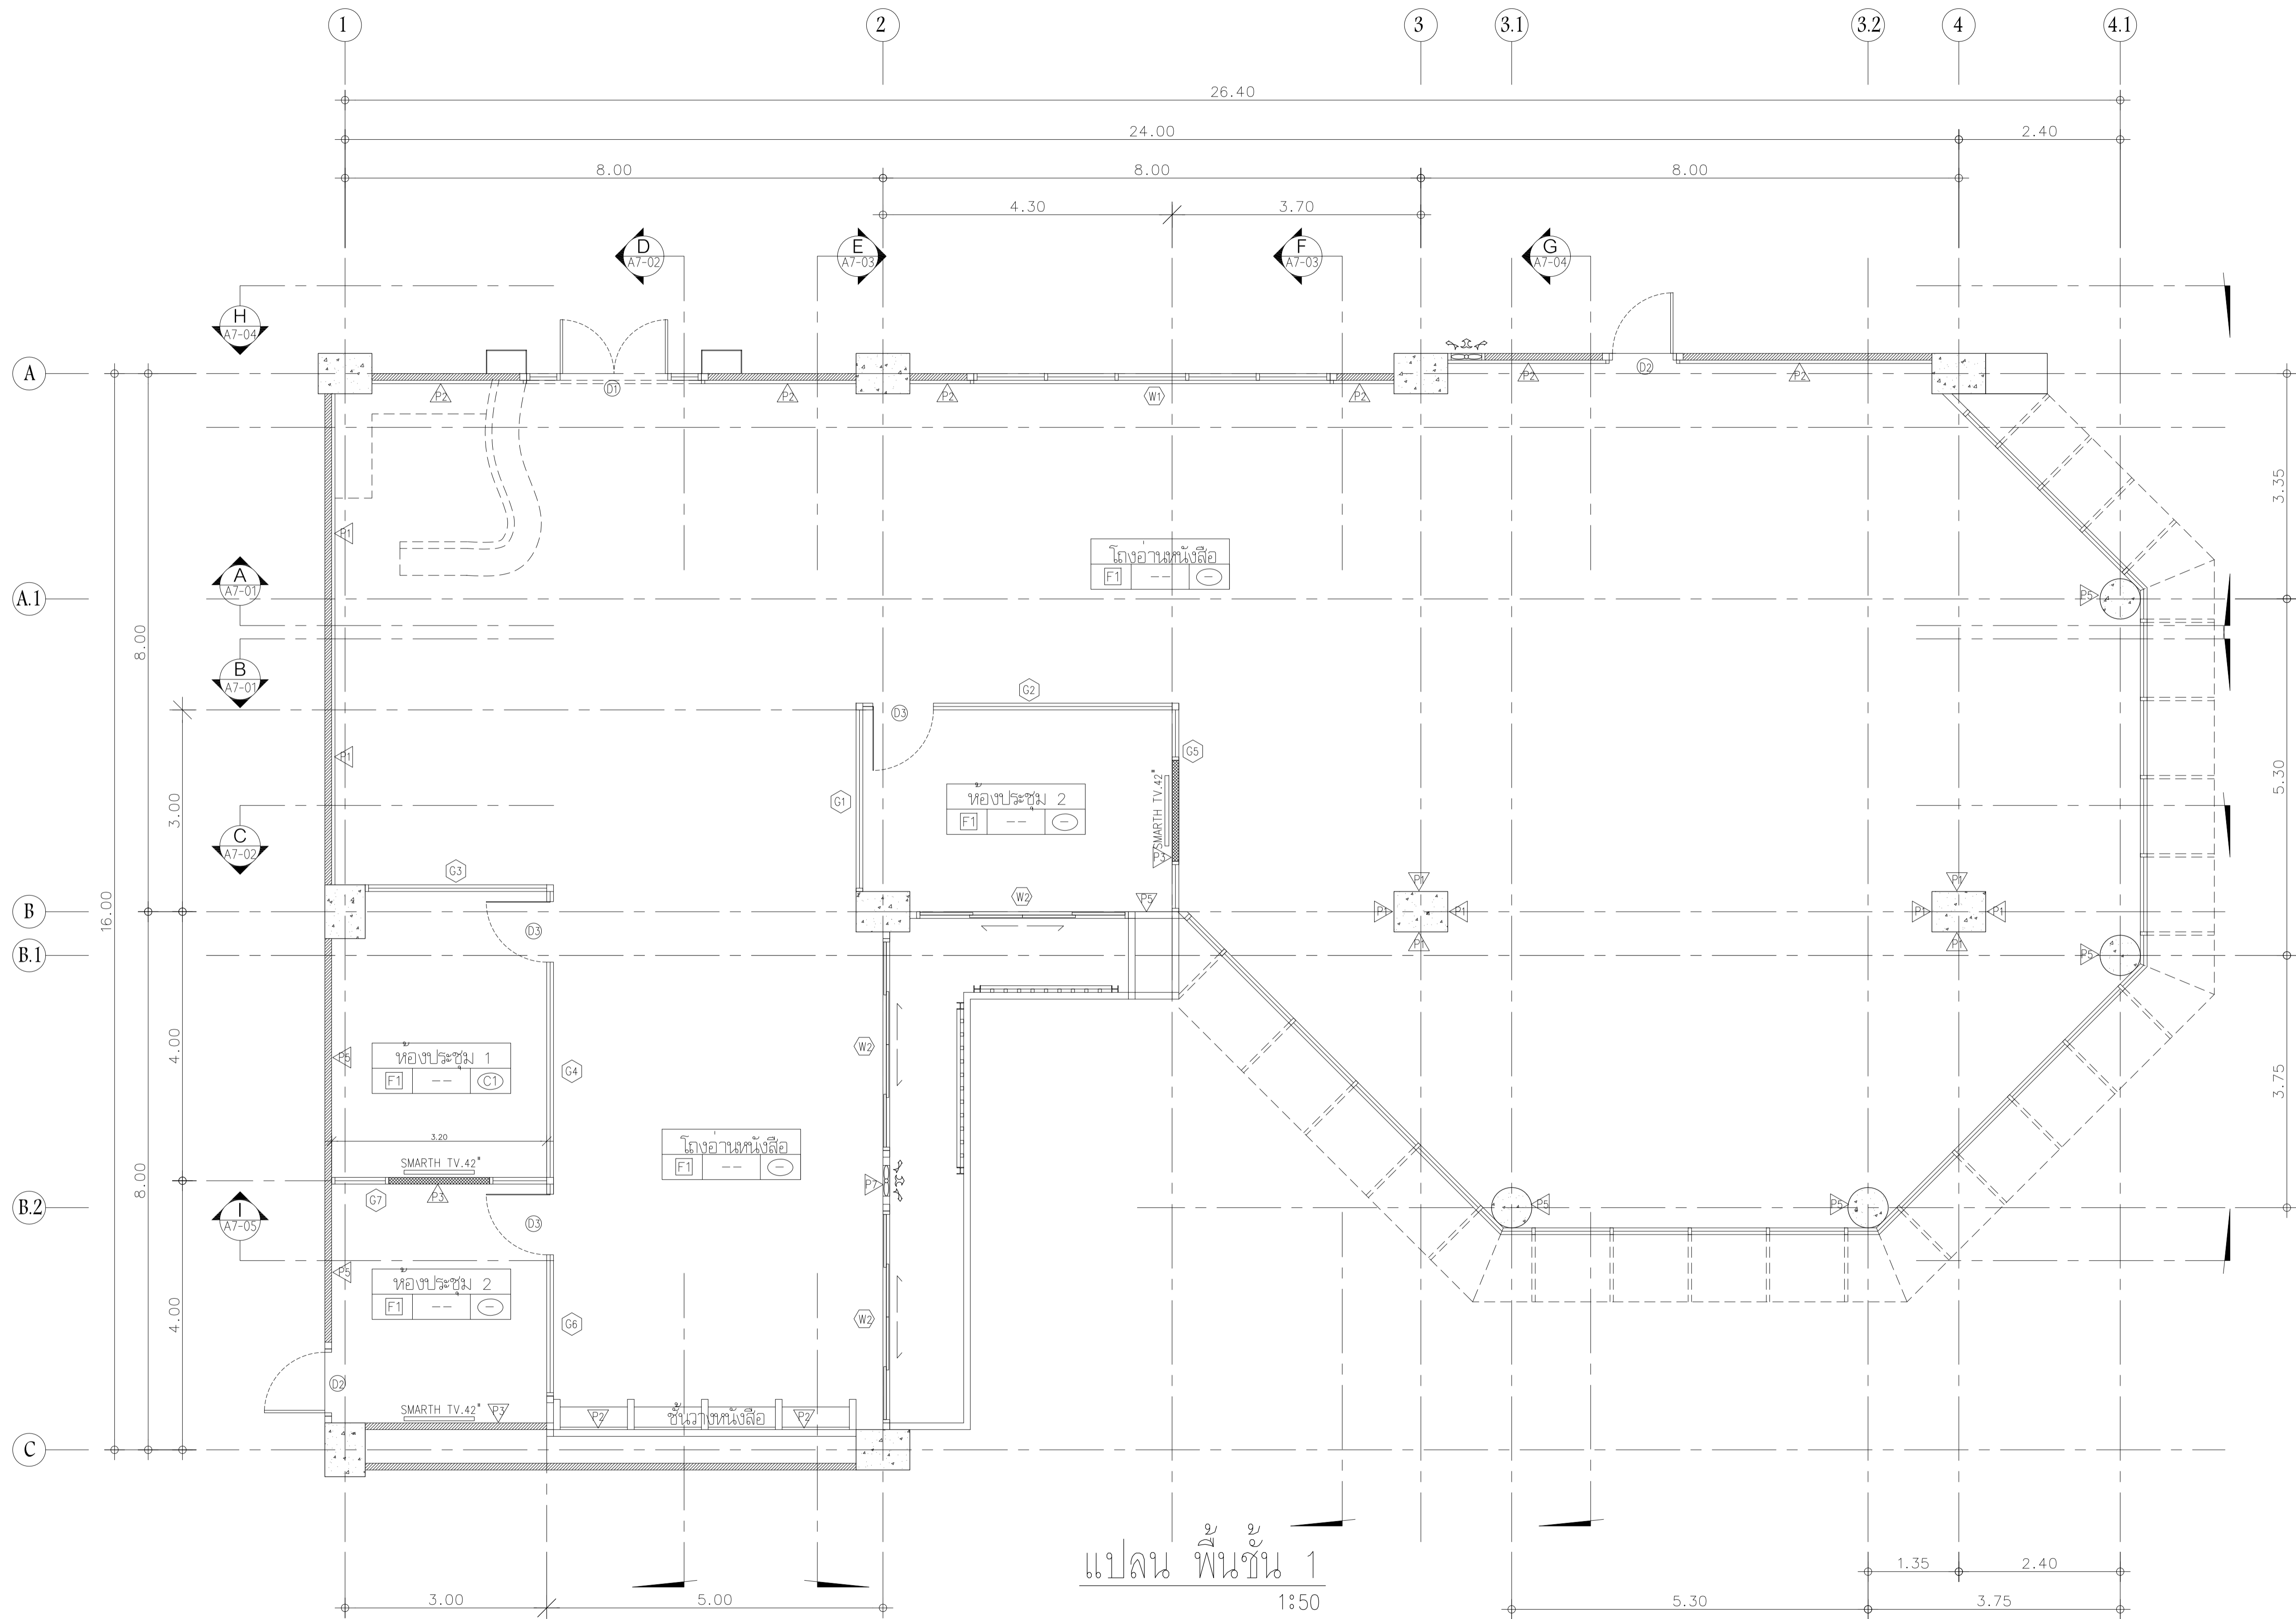 1 2 3 3.1 3.2 4 4.1
26.40
24.00 2.40
8.00 8.00 8.00
4.30 3.70
D A7-02
E A7-03
F A7-03
G A7-04
H A7-04
A
D1
D2
P2 P2 P2 W1 P2 P2 P2
3.35
P1
โถงอ่านหนังสือ
F1 -- -
A A7-01
A.1
P5
8.00
B A7-01
G2
D3
P1
G5
5.30
SMARTH TV.42"
ห้องประชุม 2
F1 -- -
G1
3.00
C A7-02
P3
G3
W2
P5
P1 P1
16.00
B
P1 P1 P1 P1
D3
P1 P1
B.1
P5
4.00
W2
P5
ห้องประชุม 1
F1 -- C1
G4
3.75
3.20
โถงอ่านหนังสือ
F1 -- -
SMARTH TV.42"
8.00
P7
G7
P3
B.2
I A7-05
D3
P5 P5
P5
ห้องประชุม 2
F1 -- -
4.00
G6
W2
D2
SMARTH TV.42"
P3
P2 ชั้นวางหนังสือ P2
C
แปลน พื้นชั้น 1
1:50
1.35 2.40
3.00 5.00
5.30 3.75